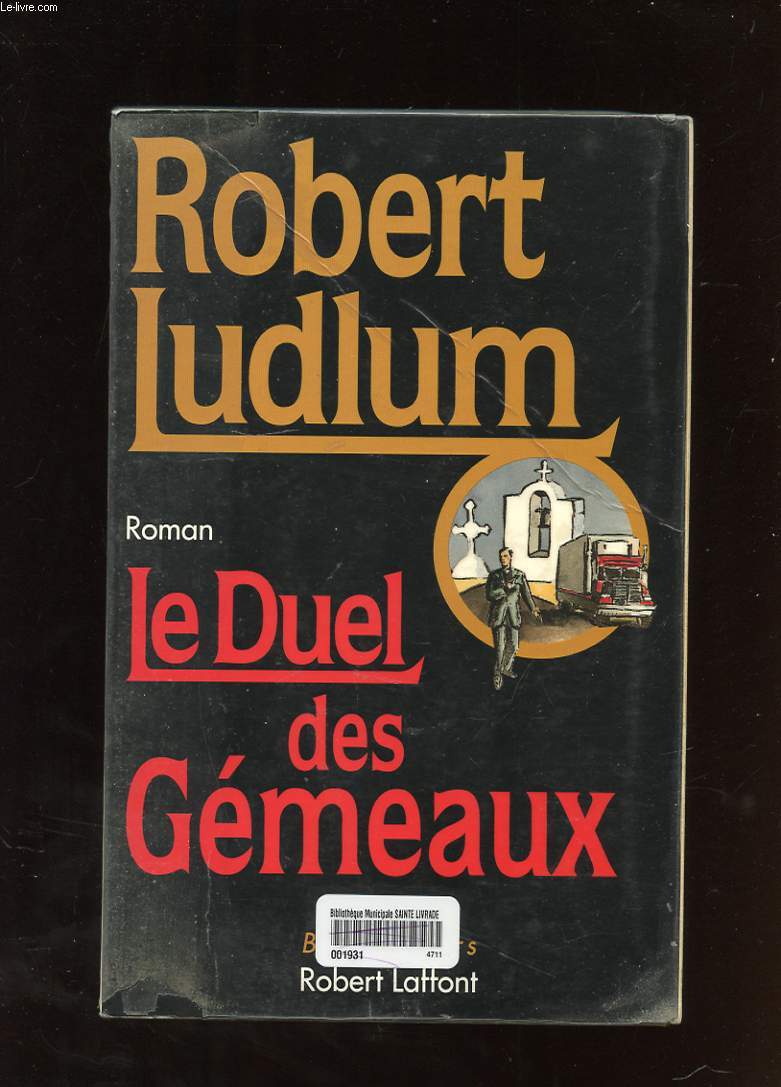 Le-livre.com
Robert
Ludlum
Roman
Le Duel
des
Gémeaux
Bibliothèque Municipale SAINTE LIVRADE
001931
4711
Robert Laffont